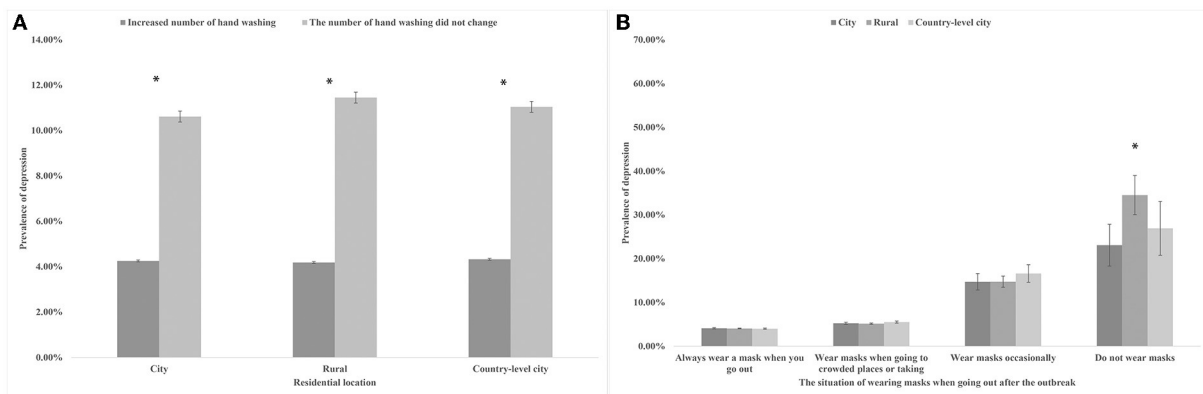 A
Increased number of hand washing
The number of hand washing did not change
14.00%
12.00%
10.00%
8.00%
6.00%
4.00%
2.00%
0.00%
Prevalence of depression
*
*
*
City
Rural
Country-level city
Residential location
B
City
Rural
Country-level city
70.00%
60.00%
50.00%
40.00%
30.00%
20.00%
10.00%
0.00%
Prevalence of depression
*
Always wear a mask when you
go out
Wear masks when going to
crowded places or taking
Wear masks occasionally
Do not wear masks
The situation of wearing masks when going out after the outbreak